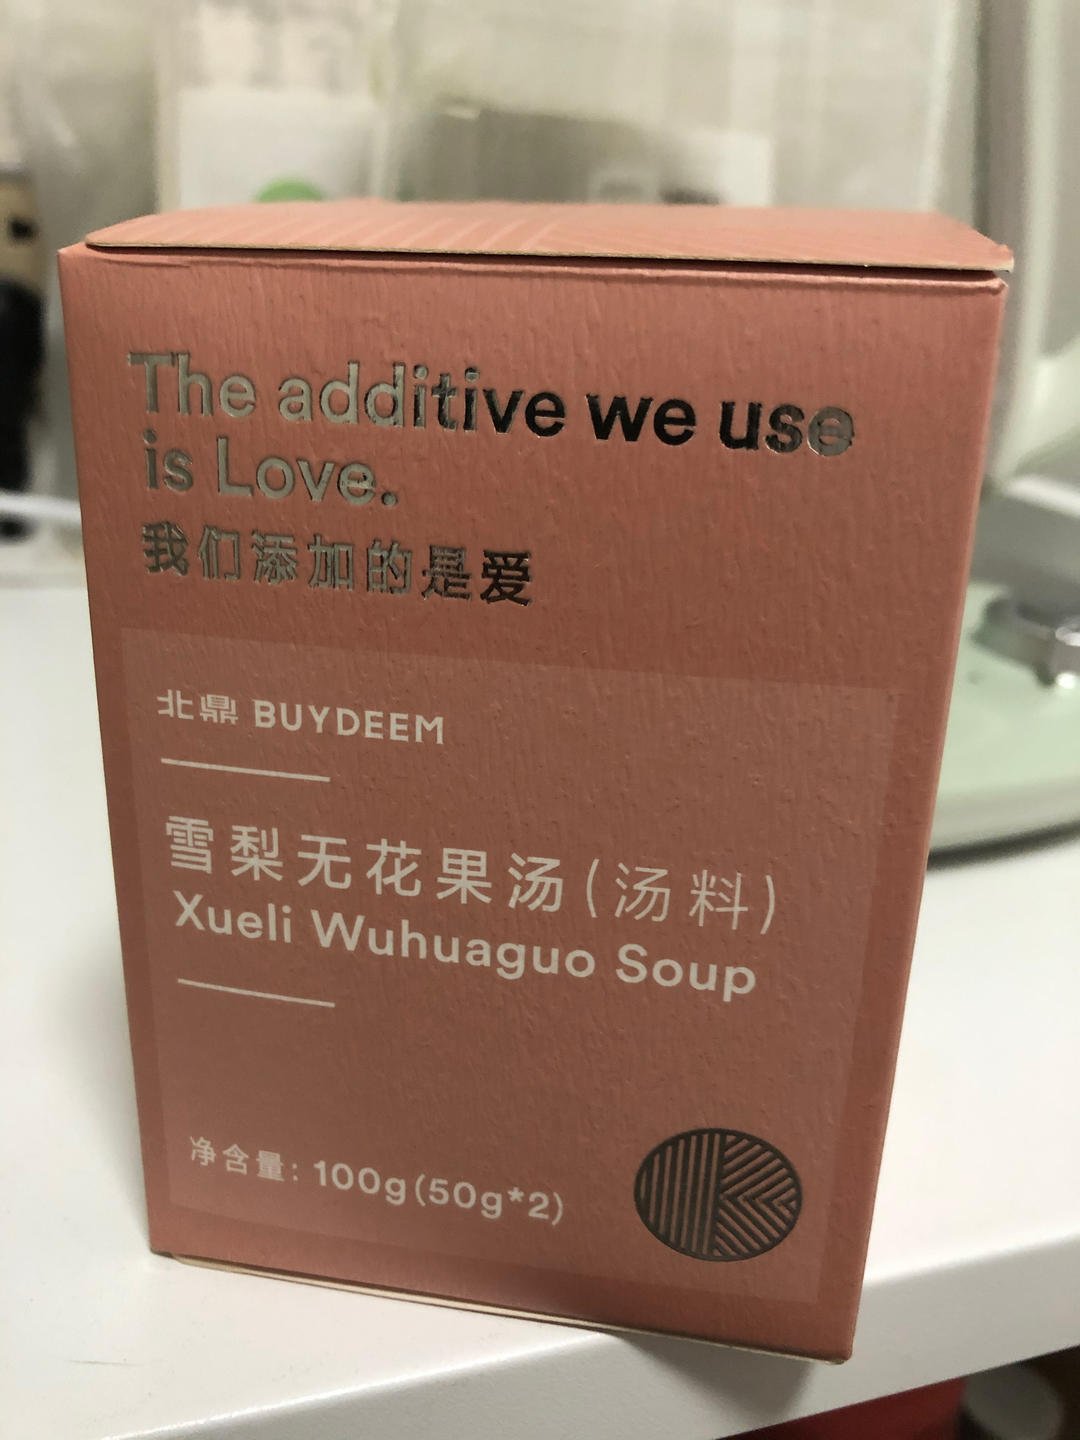 The additive we use
is Love.
我们添加的是爱
北鼎 BUYDEEM
雪梨无花果汤(汤料)
Xueli Wuhuaguo Soup
净含量: 100g(50g*2)